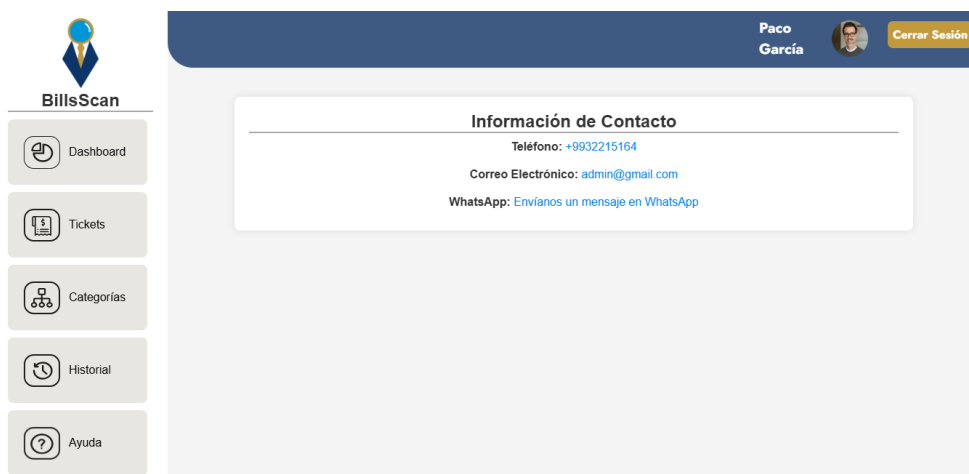 BillsScan
Dashboard
Tickets
Categorías
Historial
Ayuda
Paco
García
Cerrar Sesión
Información de Contacto
Teléfono: +9932215164
Correo Electrónico: admin@gmail.com
WhatsApp: Envíanos un mensaje en WhatsApp